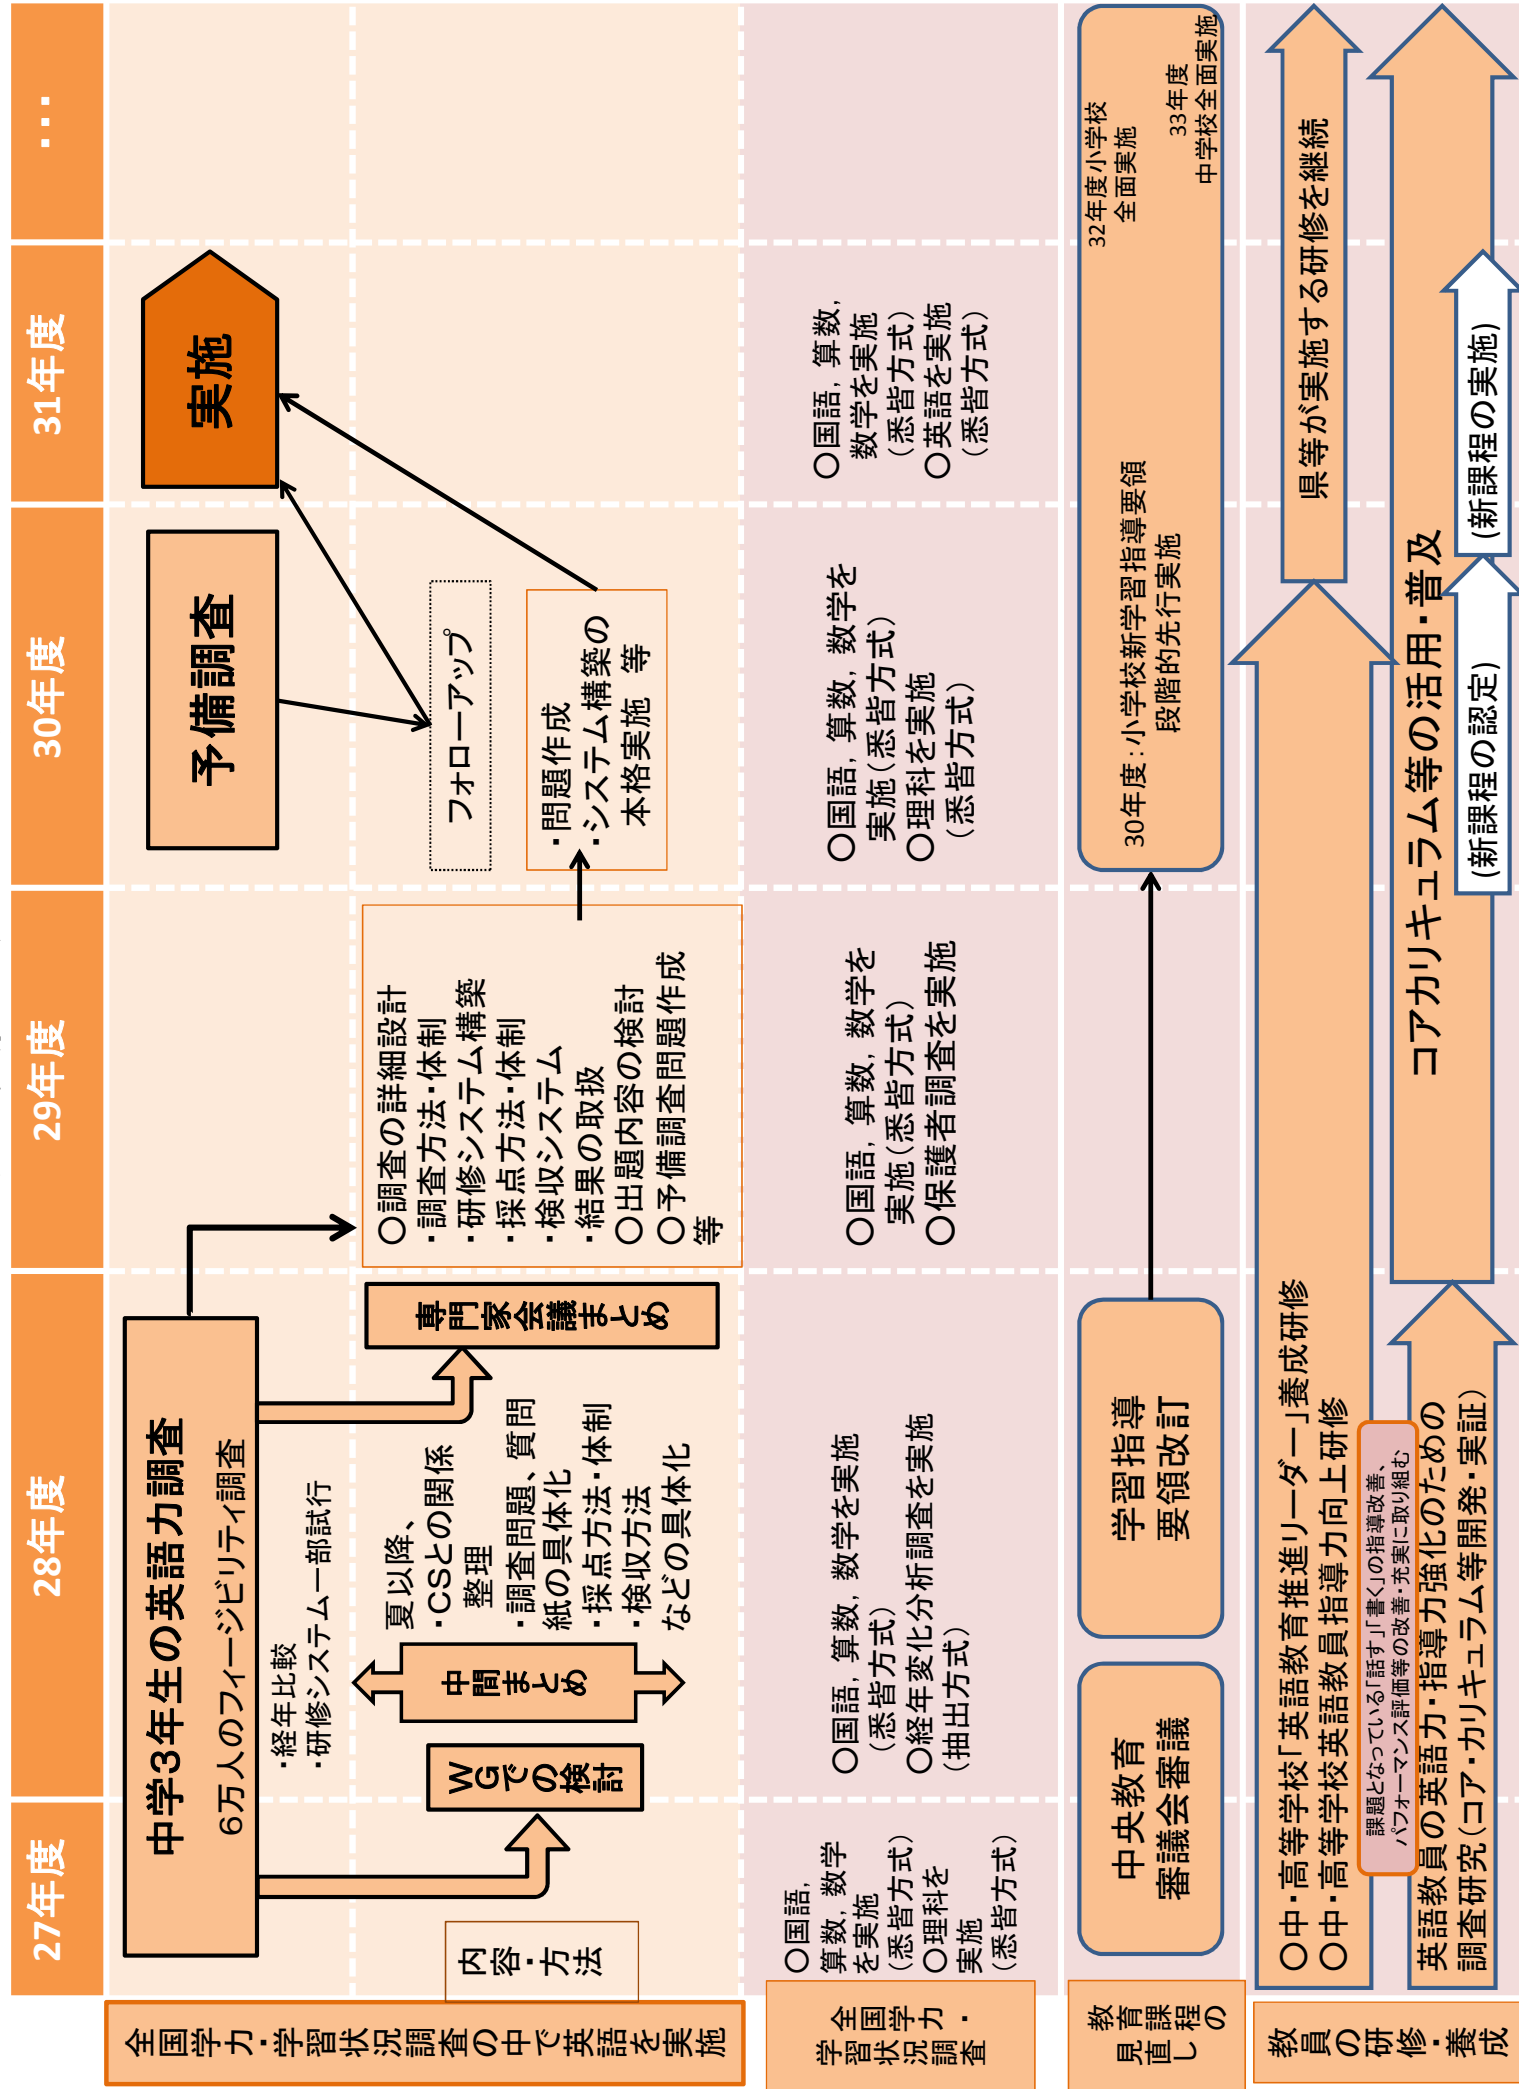 27年度
28年度
29年度
30年度
31年度
・・・
全国学力・学習状況調査の中で英語を実施
中学3年生の英語力調査
6万人のフィージビリティ調査
・経年比較
・研修システム一部試行
予備調査
実施
内容・方法
WGでの検討
中間まとめ
夏以降、
・CSとの関係
整理
・調査問題、質問
紙の具体化
・採点方法・体制
・検収方法
などの具体化
専門家会議まとめ
○調査の詳細設計
・調査方法・体制
・研修システム構築
・採点方法・体制
・検収システム
・結果の取扱
○出題内容の検討
○予備調査問題作成
等
フォローアップ
・問題作成
・システム構築の
本格実施 等
全国学力・
学習状況調査
○国語,
算数, 数学
を実施
(悉皆方式)
○理科を
実施
(悉皆方式)
○国語, 算数, 数学を実施
(悉皆方式)
○経年変化分析調査を実施
(抽出方式)
○国語, 算数, 数学を
実施(悉皆方式)
○保護者調査を実施
○国語, 算数, 数学を
実施(悉皆方式)
○理科を実施
(悉皆方式)
○国語, 算数,
数学を実施
(悉皆方式)
○英語を実施
(悉皆方式)
教育課程の
見直し
中央教育
審議会審議
学習指導
要領改訂
30年度:小学校新学習指導要領
段階的先行実施
32年度小学校
全面実施
33年度
中学校全面実施
教員の研修・養成
○中・高等学校「英語教育推進リーダー」養成研修
○中・高等学校英語教員指導力向上研修
県等が実施する研修を継続
課題となっている「話す」「書く」の指導改善、
パフォーマンス評価等の改善・充実に取り組む
英語教員の英語力・指導力強化のための
調査研究(コア・カリキュラム等開発・実証)
コアカリキュラム等の活用・普及
(新課程の認定)
(新課程の実施)